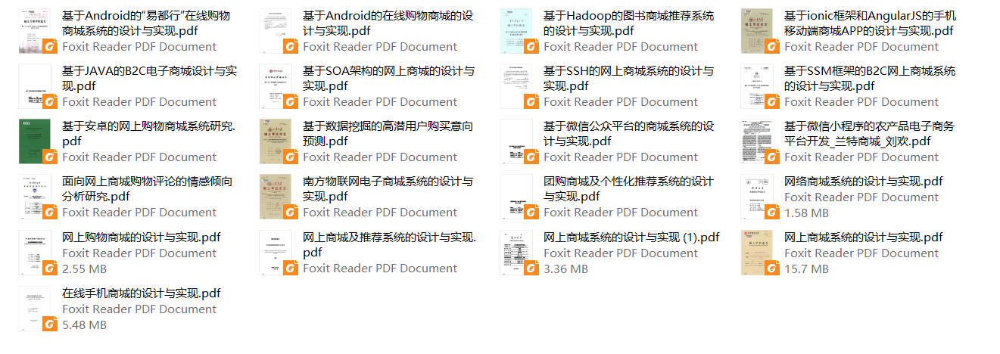 基于Android的“易都行”在线购物
商城系统的设计与实现.pdf
Foxit Reader PDF Document
基于Android的在线购物商城的设
计与实现.pdf
Foxit Reader PDF Document
基于Hadoop的图书商城推荐系统
的设计与实现.pdf
Foxit Reader PDF Document
基于ionic框架和AngularJS的手机
移动端商城APP的设计与实现.pdf
Foxit Reader PDF Document
基于JAVA的B2C电子商城设计与实
现.pdf
Foxit Reader PDF Document
基于SOA架构的网上商城的设计与
实现.pdf
Foxit Reader PDF Document
基于SSH的网上商城系统的设计与
实现.pdf
Foxit Reader PDF Document
基于SSM框架的B2C网上商城系统
的设计与实现.pdf
Foxit Reader PDF Document
基于安卓的网上购物商城系统研究.
pdf
Foxit Reader PDF Document
基于数据挖掘的高潜用户购买意向
预测.pdf
Foxit Reader PDF Document
基于微信公众平台的商城系统的设
计与实现.pdf
Foxit Reader PDF Document
基于微信小程序的农产品电子商务
平台开发_兰特商城_刘欢.pdf
Foxit Reader PDF Document
面向网上商城购物评论的情感倾向
分析研究.pdf
Foxit Reader PDF Document
南方物联网电子商城系统的设计与
实现.pdf
Foxit Reader PDF Document
团购商城及个性化推荐系统的设计
与实现.pdf
Foxit Reader PDF Document
网络商城系统的设计与实现.pdf
Foxit Reader PDF Document
1.58 MB
网上购物商城的设计与实现.pdf
Foxit Reader PDF Document
2.55 MB
网上商城及推荐系统的设计与实现.
pdf
Foxit Reader PDF Document
网上商城系统的设计与实现 (1).pdf
Foxit Reader PDF Document
3.36 MB
网上商城系统的设计与实现.pdf
Foxit Reader PDF Document
15.7 MB
在线手机商城的设计与实现.pdf
Foxit Reader PDF Document
5.48 MB